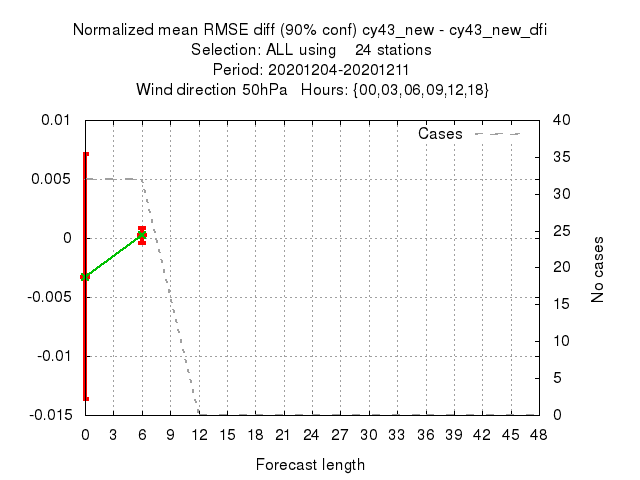 Normalized mean RMSE diff (90% conf) cy43_new - cy43_new_dfi
Selection: ALL using    24 stations
Period: 20201204-20201211
Wind direction 50hPa   Hours: {00,03,06,09,12,18}
0.01
0.005
0
-0.005
-0.01
-0.015
Cases
40
35
30
25
20
15
10
5
0
No cases
0 3 6 9 12 15 18 21 24 27 30 33 36 39 42 45 48
Forecast length